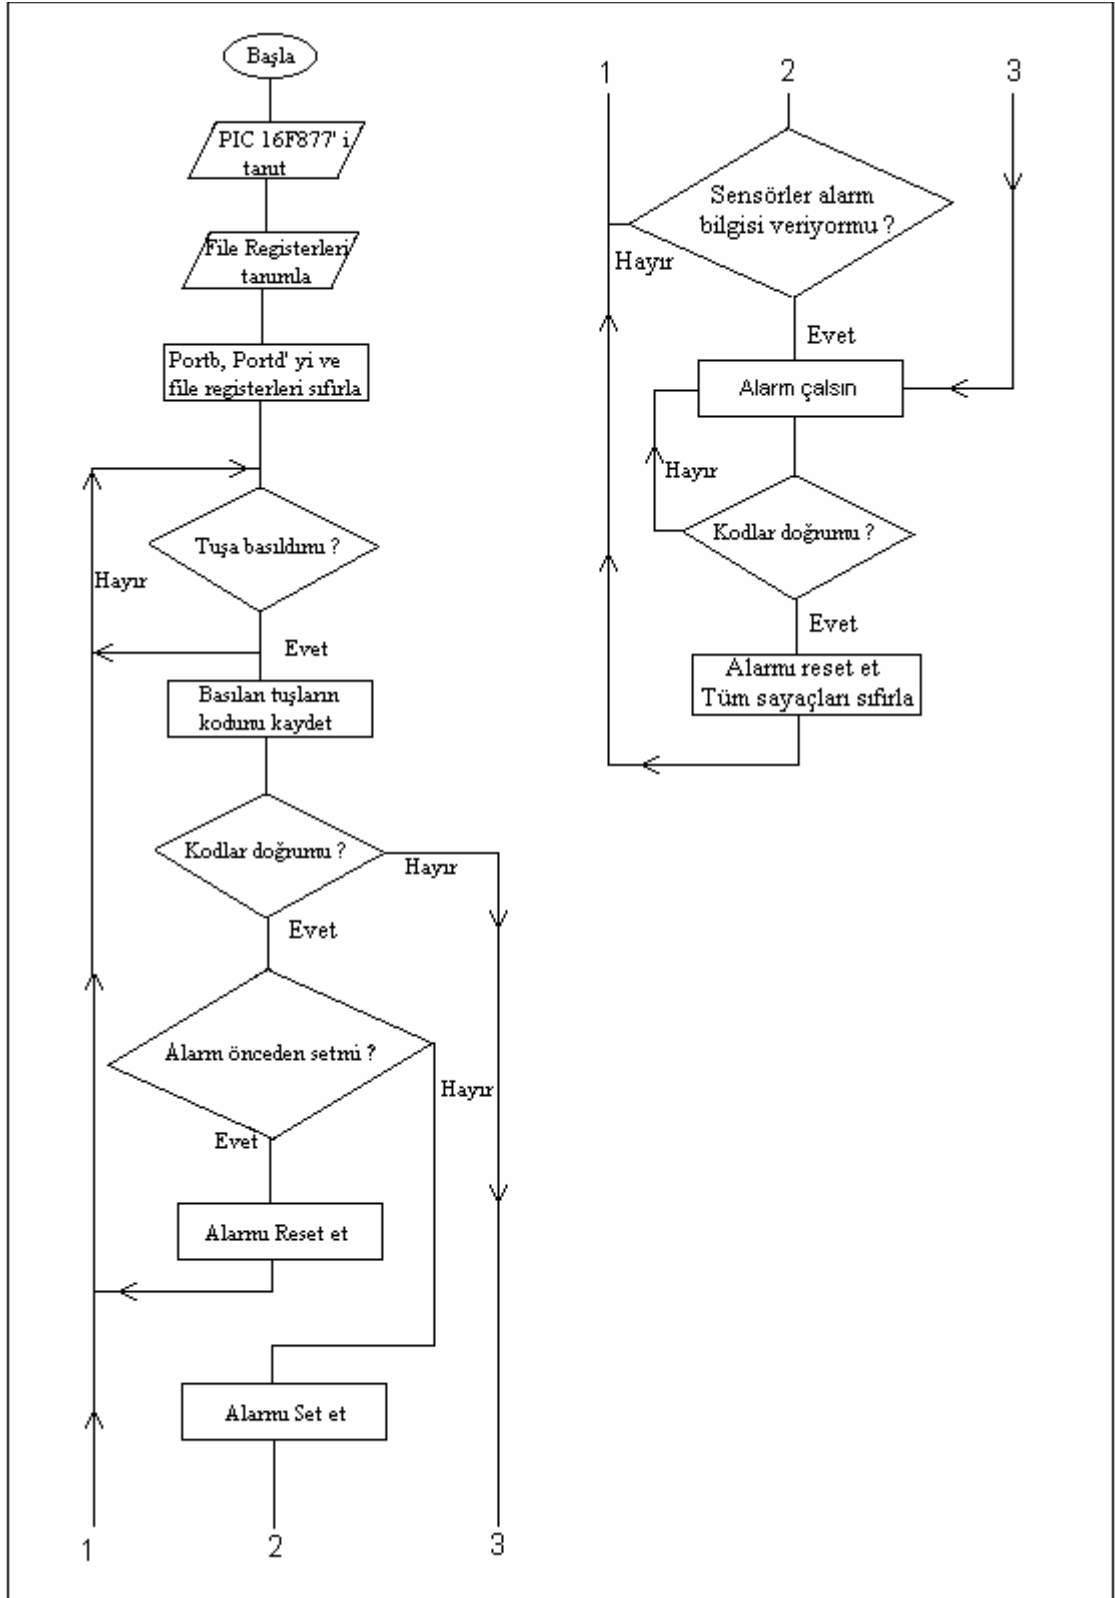 Başla
PIC 16F877' i
tanıt
File Registerleri
tanımla
Portb, Portd' yi ve
file registerleri sıfırla
Tuşa basıldımı ?
Hayır
Evet
Basılan tuşların
kodunu kaydet
Kodlar doğrumu ?
Hayır
Evet
Alarm önceden setmi ?
Hayır
Evet
Alarmı Reset et
Alarmı Set et
1
2
3
1
2
3
Sensörler alarm
bilgisi veriyormu ?
Hayır
Evet
Alarm çalsın
Hayır
Kodlar doğrumu ?
Evet
Alarmı reset et
Tüm sayaçları sıfırla